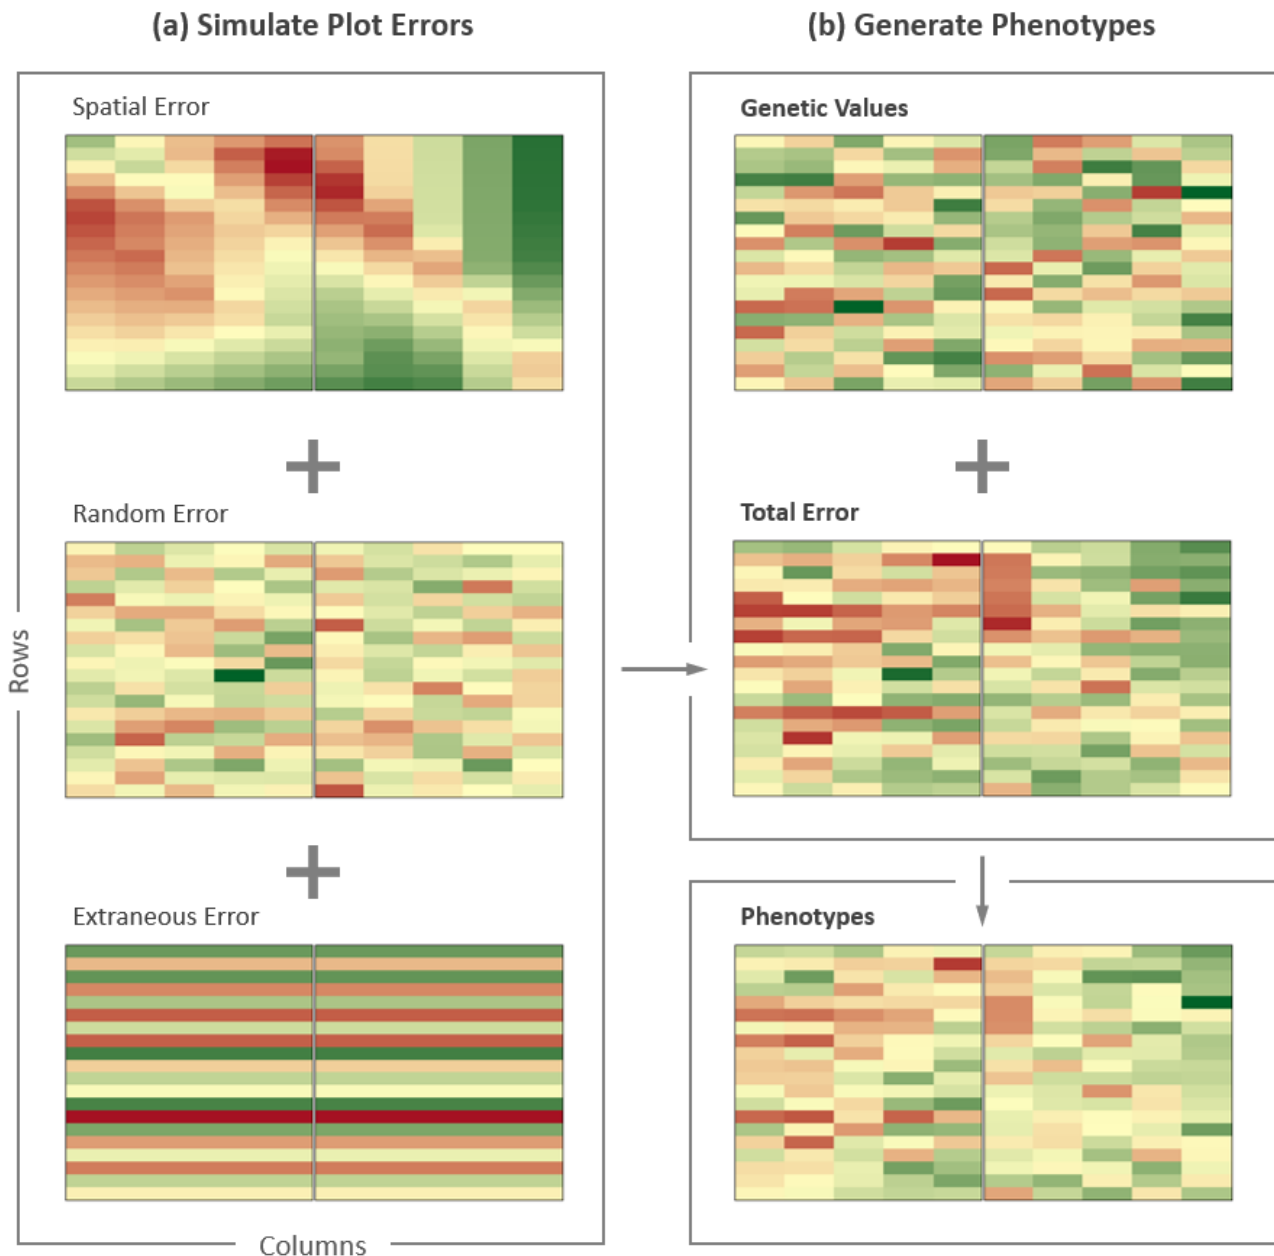 (a) Simulate Plot Errors
Spatial Error
Random Error
Extraneous Error
Rows
Columns
(b) Generate Phenotypes
Genetic Values
Total Error
Phenotypes